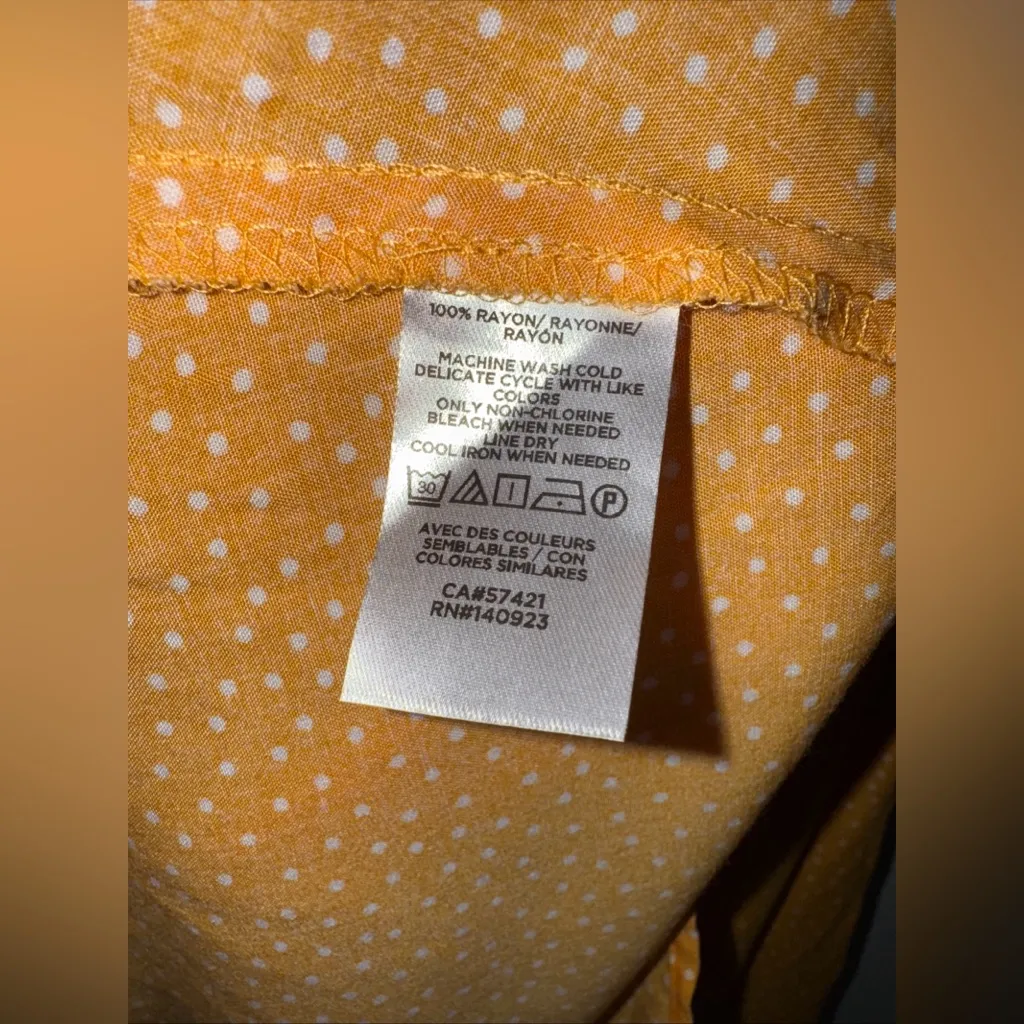 100% RAYON/ RAYONNE/
RAYÓN
MACHINE WASH COLD
DELICATE CYCLE WITH LIKE
COLORS
ONLY NON-CHLORINE
BLEACH WHEN NEEDED
LINE DRY
COOL IRON WHEN NEEDED
30 P
AVEC DES COULEURS
SEMBLABLES / CON
COLORES SIMILARES
CA#57421
RN#140923